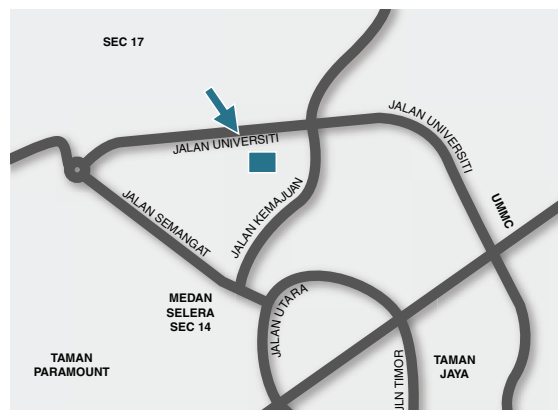 SEC 17
JALAN UNIVERSITI
JALAN UNIVERSITI
JALAN SEMANGAT
JALAN KEMAJUAN
UMMC
MEDAN
SELERA
SEC 14
JALAN UTARA
TAMAN
PARAMOUNT
JLN TIMOR
TAMAN
JAYA